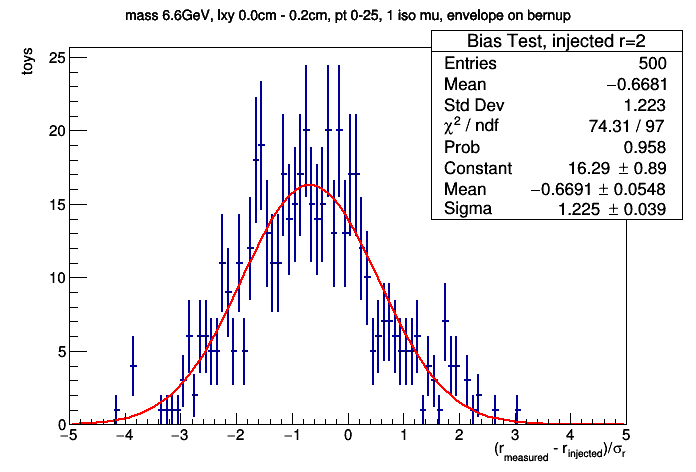 mass 6.6GeV, lxy 0.0cm - 0.2cm, pt 0-25, 1 iso mu, envelope on bernup
Bias Test, injected r=2
Entries 500
Mean −0.6681
Std Dev 1.223
χ² / ndf 74.31 / 97
Prob 0.958
Constant 16.29 ± 0.89
Mean −0.6691 ± 0.0548
Sigma 1.225 ± 0.039
toys
25
20
15
10
5
0
−5 −4 −3 −2 −1 0 1 2 3 4 5
(r_measured - r_injected)/σ_r